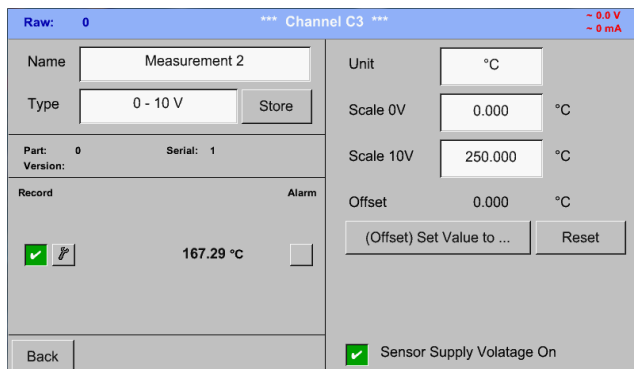 Raw: 0 *** Channel C3 *** ~ 0.0 V
~ 0 mA
Name Measurement 2
Type 0 - 10 V Store
Part: 0 Serial: 1
Version:
Record Alarm
167.29 °C
Back
Unit °C
Scale 0V 0.000 °C
Scale 10V 250.000 °C
Offset 0.000 °C
(Offset) Set Value to ... Reset
Sensor Supply Volatage On